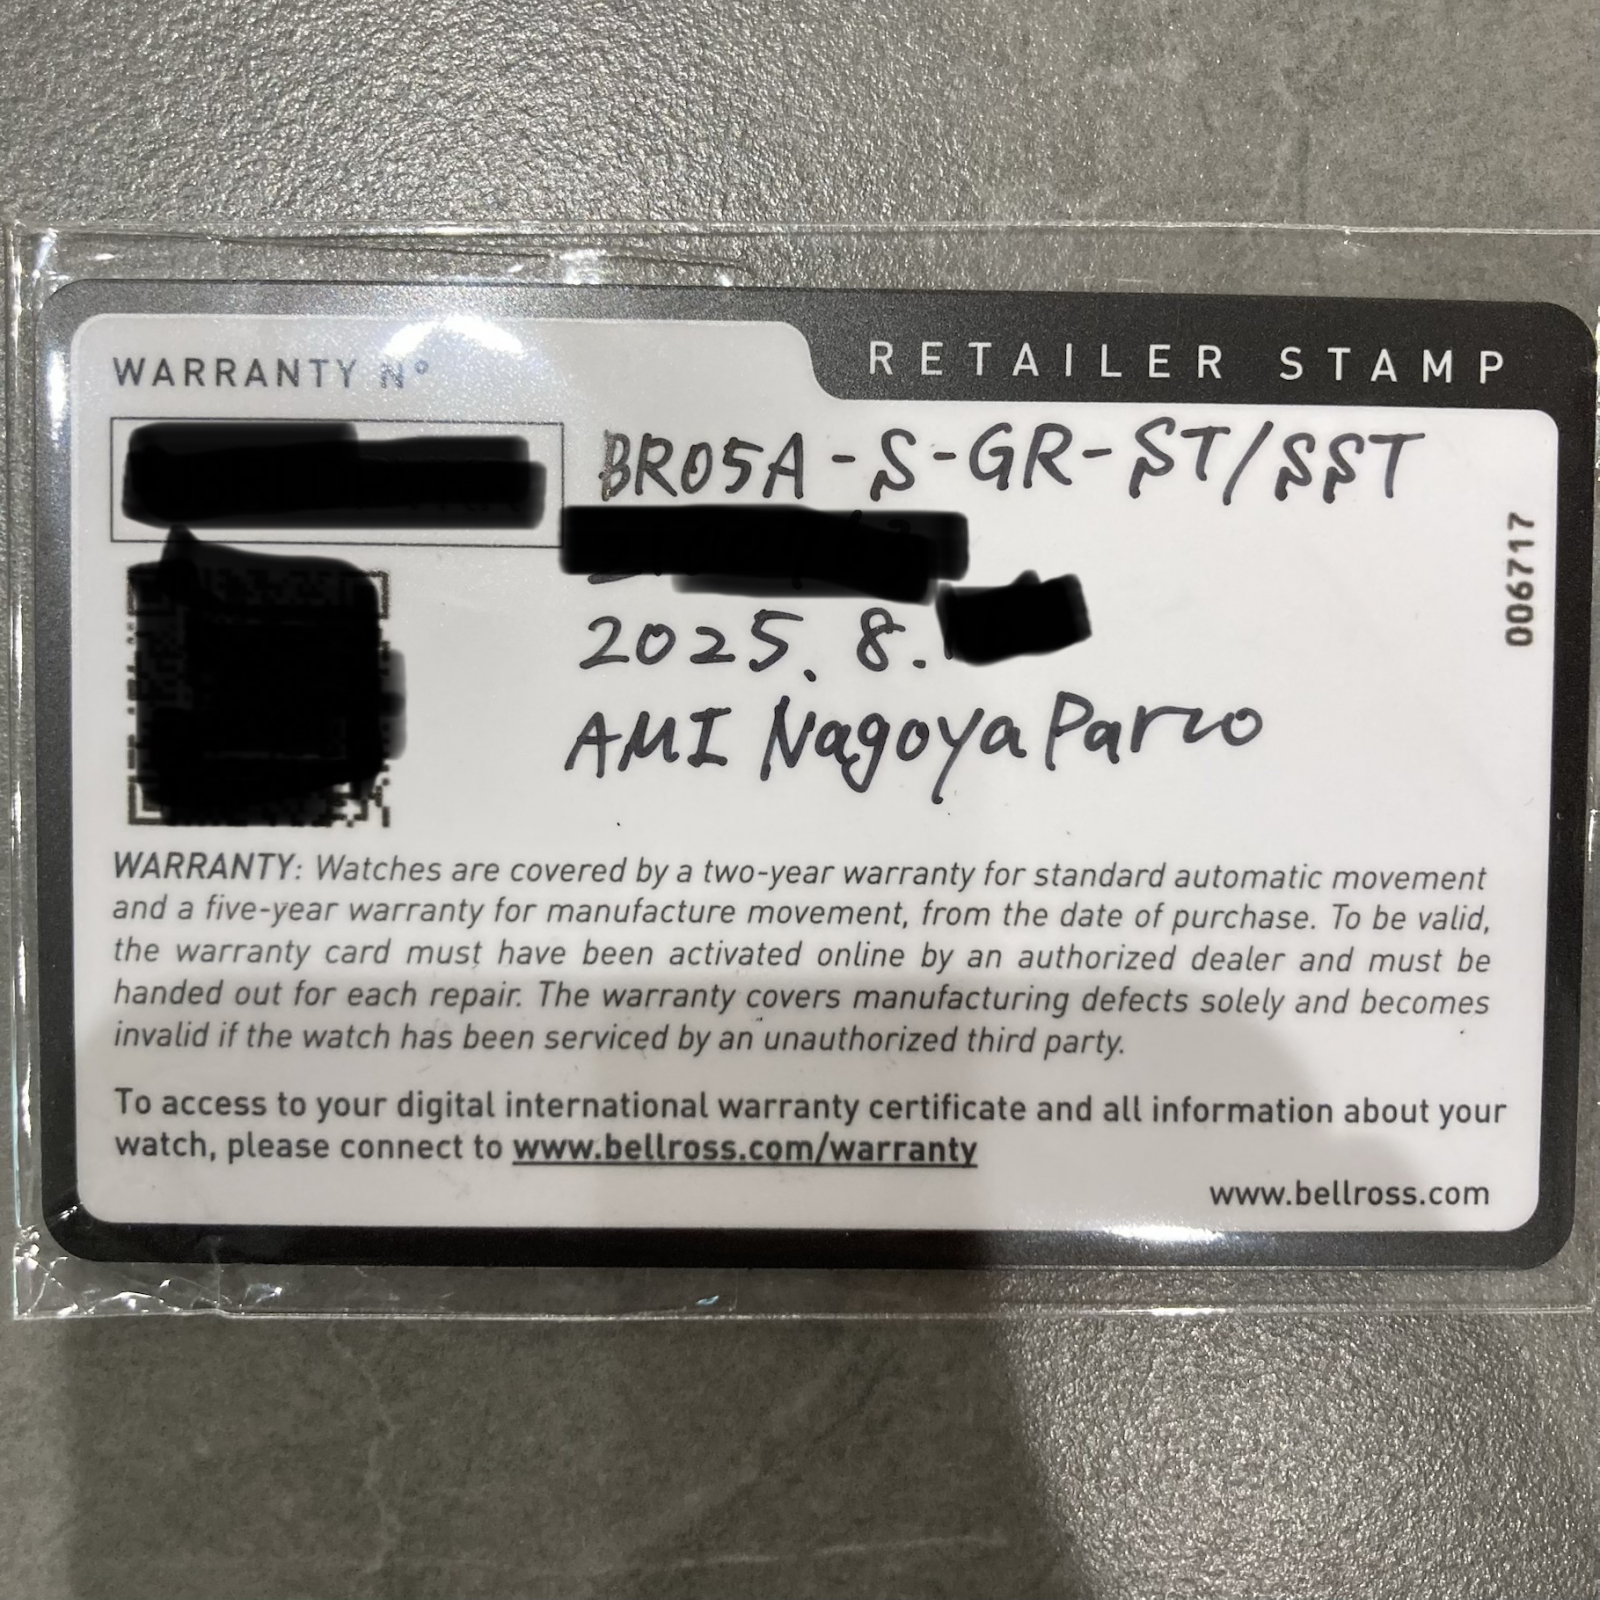 WARRANTY N°
RETAILER STAMP
BR05A-S-GR-ST/SST
2025. 8.
AMI Nagoya Parco
006717
WARRANTY: Watches are covered by a two-year warranty for standard automatic movement
and a five-year warranty for manufacture movement, from the date of purchase. To be valid,
the warranty card must have been activated online by an authorized dealer and must be
handed out for each repair. The warranty covers manufacturing defects solely and becomes
invalid if the watch has been serviced by an unauthorized third party.
To access to your digital international warranty certificate and all information about your
watch, please connect to www.bellross.com/warranty
www.bellross.com